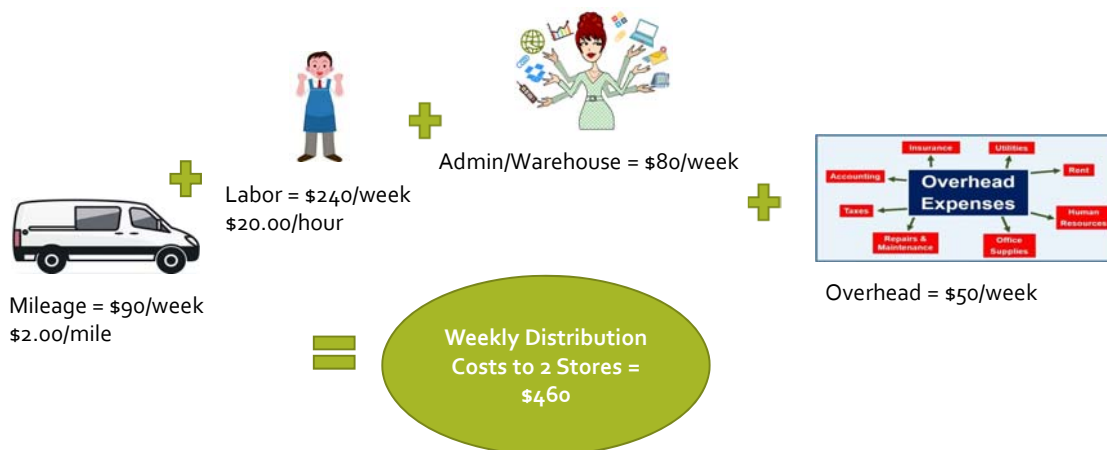 Mileage = $90/week
$2.00/mile
Labor = $240/week
$20.00/hour
Admin/Warehouse = $80/week
Insurance
Utilities
Accounting
Overhead
Expenses
Rent
Taxes
Human
Resources
Repairs &
Maintenance
Office
Supplies
Overhead = $50/week
Weekly Distribution
Costs to 2 Stores =
$460